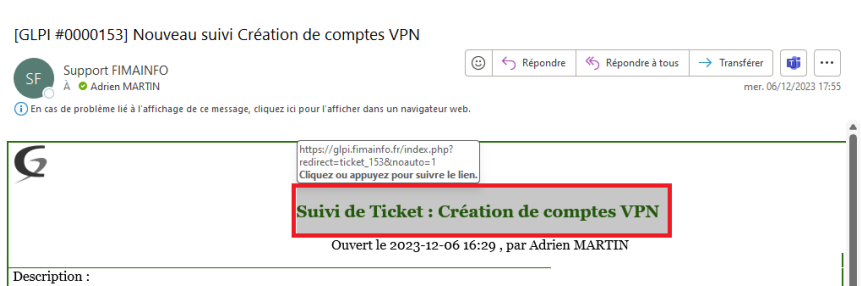 [GLPI #0000153] Nouveau suivi Création de comptes VPN
SF
Support FIMAINFO
À Adrien MARTIN
Répondre
Répondre à tous
Transférer
mer. 06/12/2023 17:55
En cas de problème lié à l'affichage de ce message, cliquez ici pour l'afficher dans un navigateur web.
https://glpi.fimainfo.fr/index.php?
redirect=ticket_153&noauto=1
Cliquez ou appuyez pour suivre le lien.
Suivi de Ticket : Création de comptes VPN
Ouvert le 2023-12-06 16:29 , par Adrien MARTIN
Description :